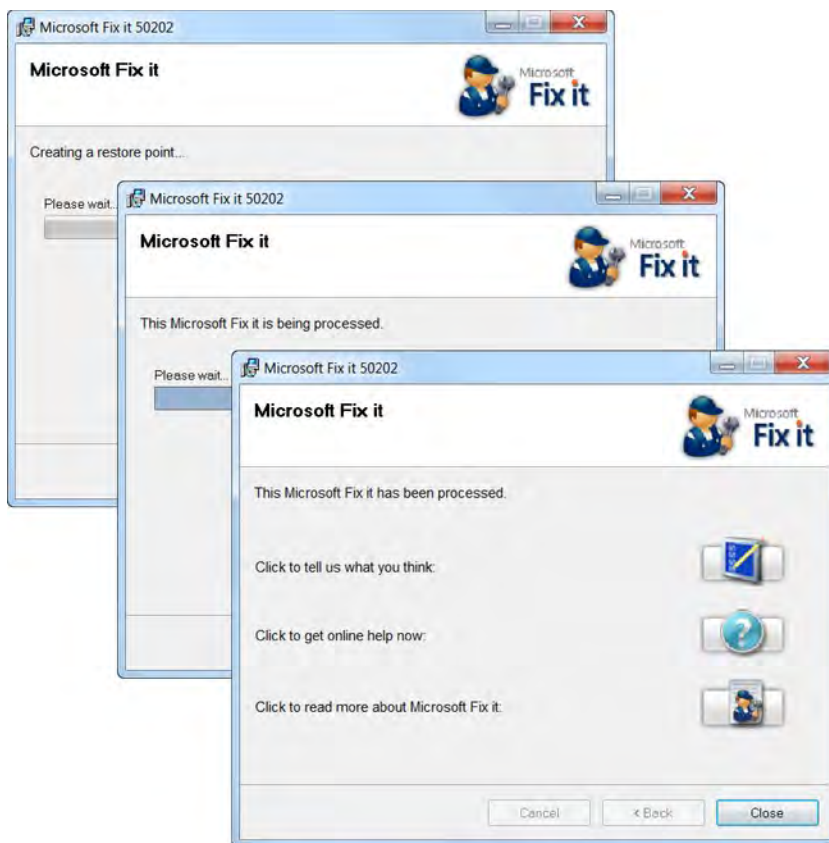 Microsoft Fix it 50202
Microsoft Fix it
Microsoft
Fix it
Creating a restore point...
Please wait..
Microsoft Fix it 50202
Microsoft Fix it
Microsoft
Fix it
This Microsoft Fix it is being processed.
Please wait...
Microsoft Fix it 50202
Microsoft Fix it
Microsoft
Fix it
This Microsoft Fix it has been processed.
Click to tell us what you think:
Click to get online help now:
?
Click to read more about Microsoft Fix it:
Cancel
< Back
Close